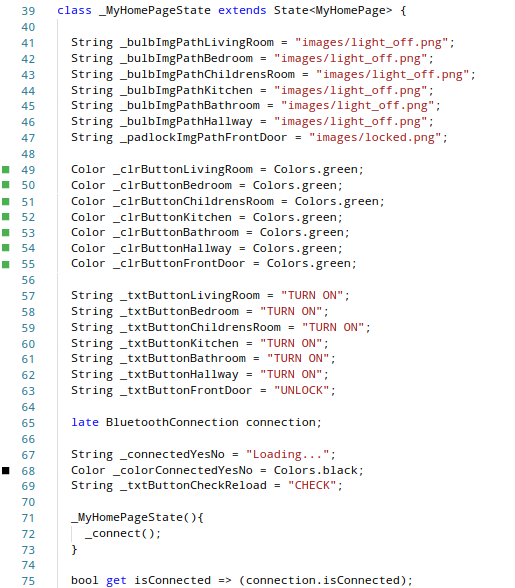 39 class _MyHomePageState extends State<MyHomePage> {
40
41 String _bulbImgPathLivingRoom = "images/light_off.png";
42 String _bulbImgPathBedroom = "images/light_off.png";
43 String _bulbImgPathChildrensRoom = "images/light_off.png";
44 String _bulbImgPathKitchen = "images/light_off.png";
45 String _bulbImgPathBathroom = "images/light_off.png";
46 String _bulbImgPathHallway = "images/light_off.png";
47 String _padlockImgPathFrontDoor = "images/locked.png";
48
49 Color _clrButtonLivingRoom = Colors.green;
50 Color _clrButtonBedroom = Colors.green;
51 Color _clrButtonChildrensRoom = Colors.green;
52 Color _clrButtonKitchen = Colors.green;
53 Color _clrButtonBathroom = Colors.green;
54 Color _clrButtonHallway = Colors.green;
55 Color _clrButtonFrontDoor = Colors.green;
56
57 String _txtButtonLivingRoom = "TURN ON";
58 String _txtButtonBedroom = "TURN ON";
59 String _txtButtonChildrensRoom = "TURN ON";
60 String _txtButtonKitchen = "TURN ON";
61 String _txtButtonBathroom = "TURN ON";
62 String _txtButtonHallway = "TURN ON";
63 String _txtButtonFrontDoor = "UNLOCK";
64
65 late BluetoothConnection connection;
66
67 String _connectedYesNo = "Loading...";
68 Color _colorConnectedYesNo = Colors.black;
69 String _txtButtonCheckReload = "CHECK";
70
71 _MyHomePageState(){
72 _connect();
73 }
74
75 bool get isConnected => (connection.isConnected);